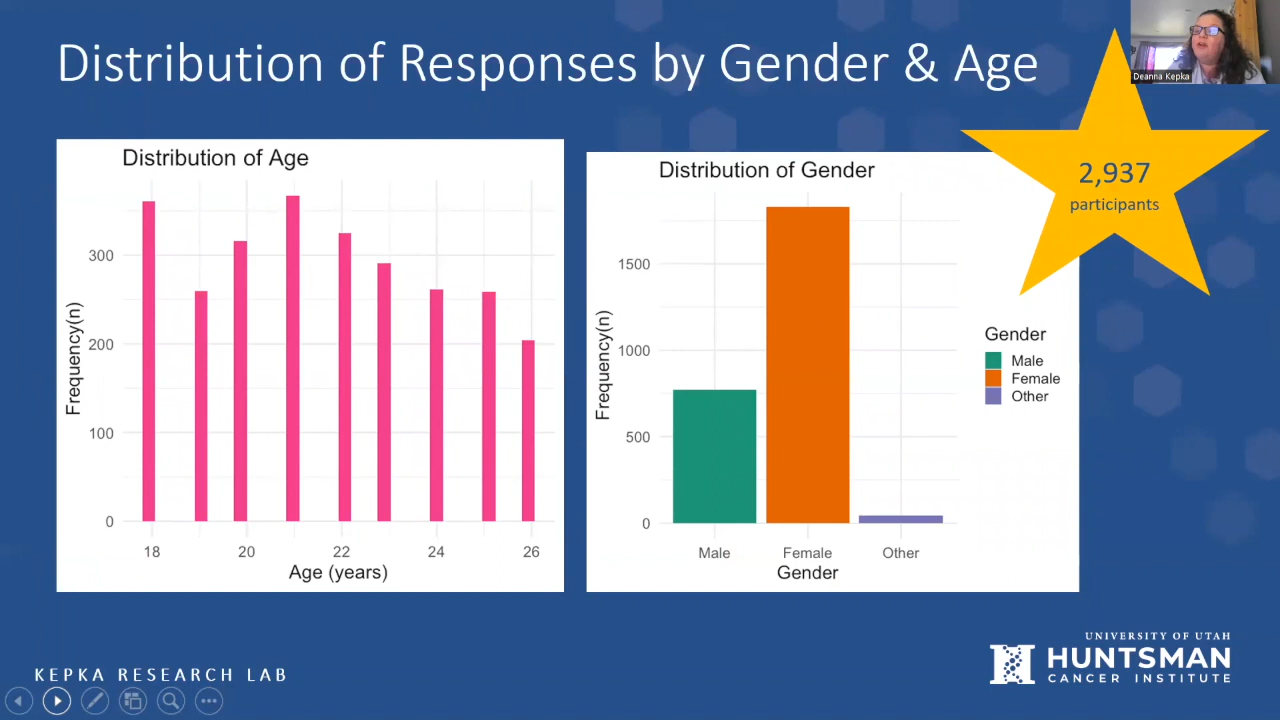 Distribution of Responses by Gender & Age
Deanna Kepka
2,937
participants
Distribution of Age
Frequency(n)
300
200
100
0
18 20 22 24 26
Age (years)
Distribution of Gender
Frequency(n)
1500
1000
500
0
Male Female Other
Gender
Gender
Male
Female
Other
KEPKA RESEARCH LAB
UNIVERSITY OF UTAH
HUNTSMAN
CANCER INSTITUTE